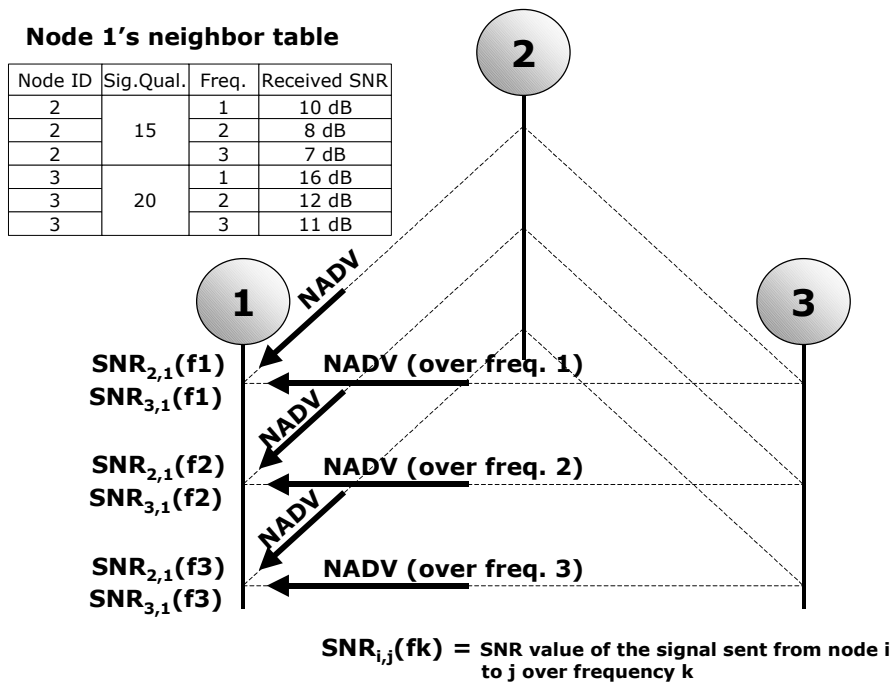 Node 1's neighbor table
2
Node ID Sig.Qual. Freq. Received SNR
2 15 1 10 dB
2 2 8 dB
2 3 7 dB
3 20 1 16 dB
3 2 12 dB
3 3 11 dB
1
3
NADV
SNR2,1(f1)
NADV (over freq. 1)
SNR3,1(f1)
NADV
SNR2,1(f2)
NADV (over freq. 2)
SNR3,1(f2)
NADV
SNR2,1(f3)
NADV (over freq. 3)
SNR3,1(f3)
SNRi,j(fk) = SNR value of the signal sent from node i
to j over frequency k